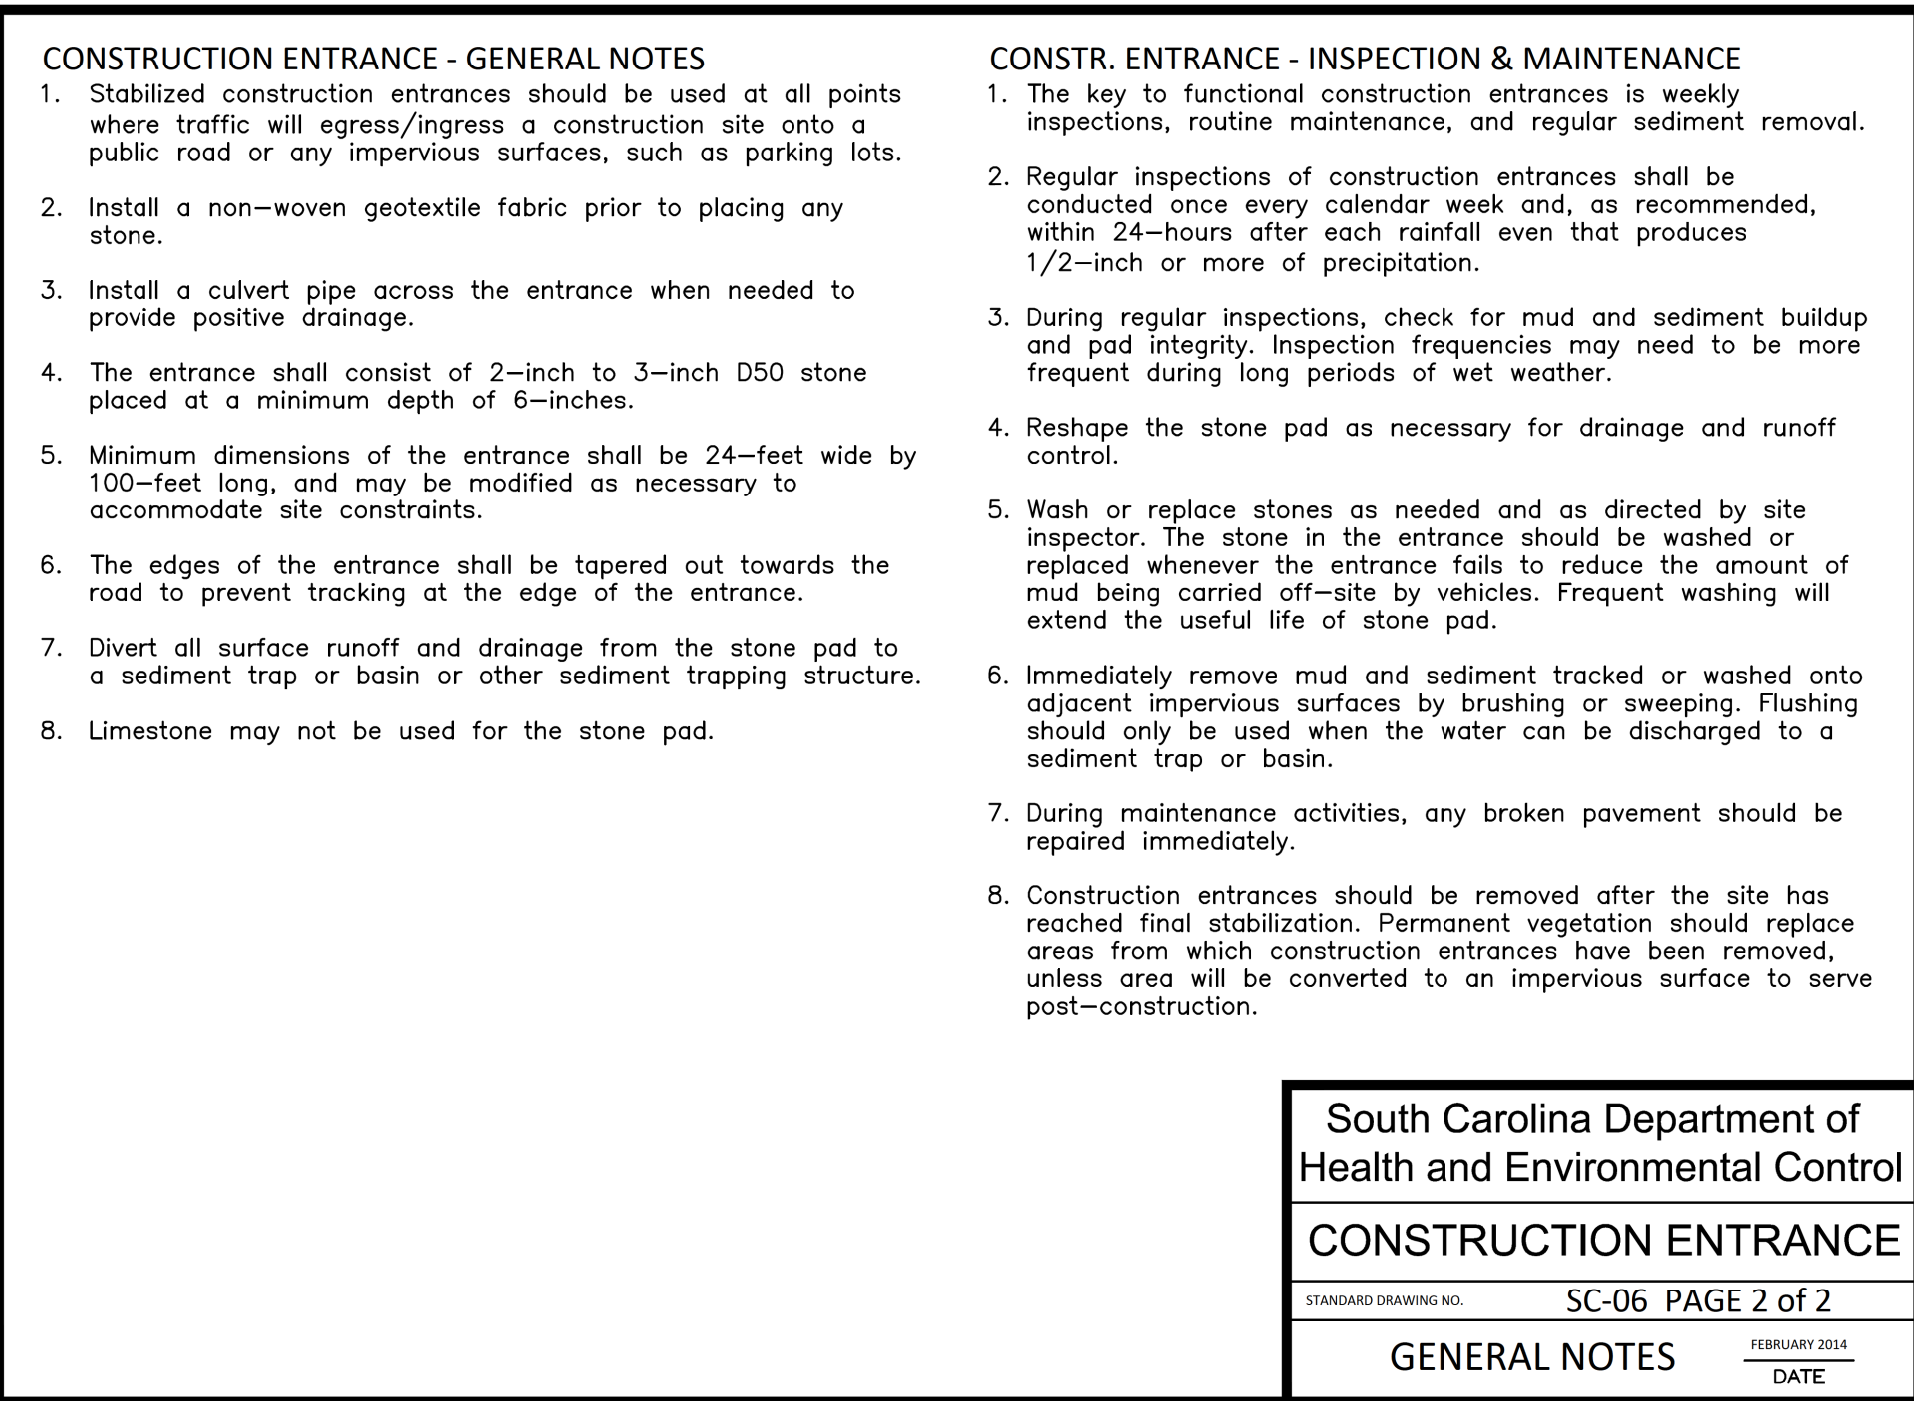 CONSTRUCTION ENTRANCE - GENERAL NOTES
1. Stabilized construction entrances should be used at all points
where traffic will egress/ingress a construction site onto a
public road or any impervious surfaces, such as parking lots.
2. Install a non-woven geotextile fabric prior to placing any
stone.
3. Install a culvert pipe across the entrance when needed to
provide positive drainage.
4. The entrance shall consist of 2-inch to 3-inch D50 stone
placed at a minimum depth of 6-inches.
5. Minimum dimensions of the entrance shall be 24-feet wide by
100-feet long, and may be modified as necessary to
accommodate site constraints.
6. The edges of the entrance shall be tapered out towards the
road to prevent tracking at the edge of the entrance.
7. Divert all surface runoff and drainage from the stone pad to
a sediment trap or basin or other sediment trapping structure.
8. Limestone may not be used for the stone pad.
CONSTR. ENTRANCE - INSPECTION & MAINTENANCE
1. The key to functional construction entrances is weekly
inspections, routine maintenance, and regular sediment removal.
2. Regular inspections of construction entrances shall be
conducted once every calendar week and, as recommended,
within 24-hours after each rainfall even that produces
1/2-inch or more of precipitation.
3. During regular inspections, check for mud and sediment buildup
and pad integrity. Inspection frequencies may need to be more
frequent during long periods of wet weather.
4. Reshape the stone pad as necessary for drainage and runoff
control.
5. Wash or replace stones as needed and as directed by site
inspector. The stone in the entrance should be washed or
replaced whenever the entrance fails to reduce the amount of
mud being carried off-site by vehicles. Frequent washing will
extend the useful life of stone pad.
6. Immediately remove mud and sediment tracked or washed onto
adjacent impervious surfaces by brushing or sweeping. Flushing
should only be used when the water can be discharged to a
sediment trap or basin.
7. During maintenance activities, any broken pavement should be
repaired immediately.
8. Construction entrances should be removed after the site has
reached final stabilization. Permanent vegetation should replace
areas from which construction entrances have been removed,
unless area will be converted to an impervious surface to serve
post-construction.
South Carolina Department of
Health and Environmental Control
CONSTRUCTION ENTRANCE
STANDARD DRAWING NO. SC-06 PAGE 2 of 2
GENERAL NOTES FEBRUARY 2014
DATE